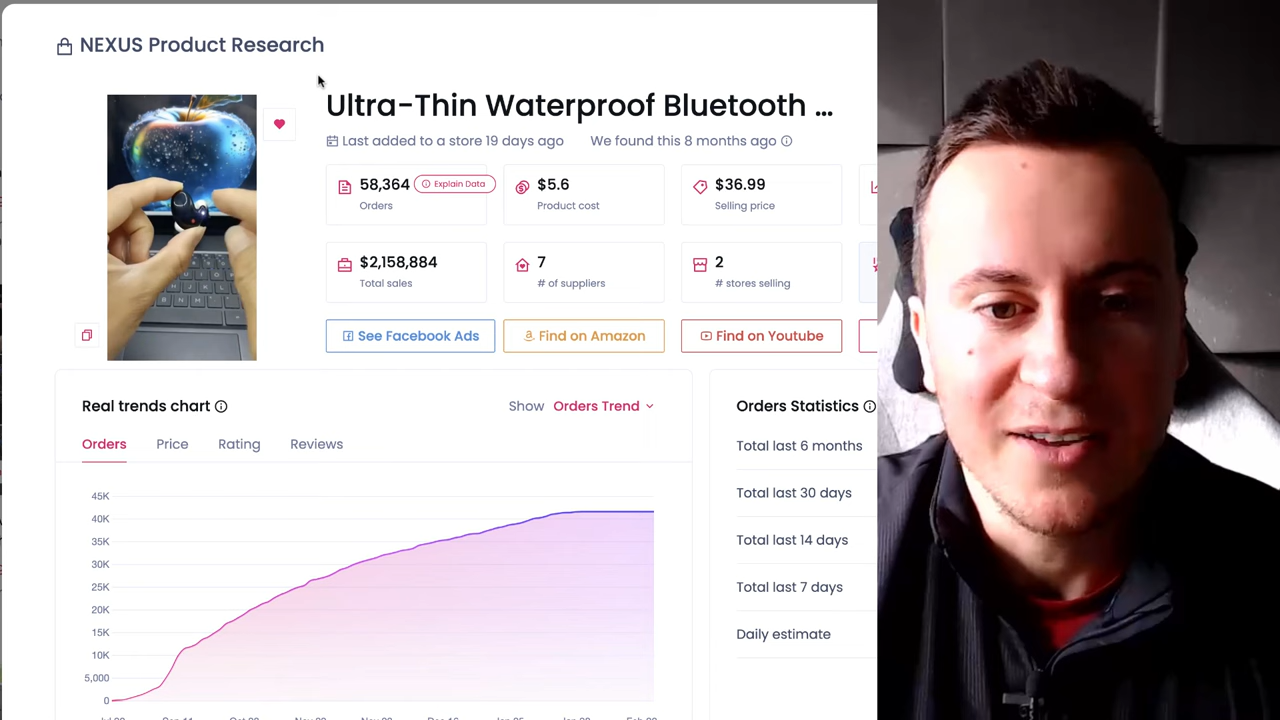 NEXUS Product Research
Ultra-Thin Waterproof Bluetooth ...
Last added to a store 19 days ago We found this 8 months ago
58,364 Explain Data
Orders
$5.6
Product cost
$36.99
Selling price
$2,158,884
Total sales
7
# of suppliers
2
# stores selling
See Facebook Ads
Find on Amazon
Find on Youtube
Real trends chart
Show Orders Trend
Orders Price Rating Reviews
45K
40K
35K
30K
25K
20K
15K
10K
5,000
0
Orders Statistics
Total last 6 months
Total last 30 days
Total last 14 days
Total last 7 days
Daily estimate